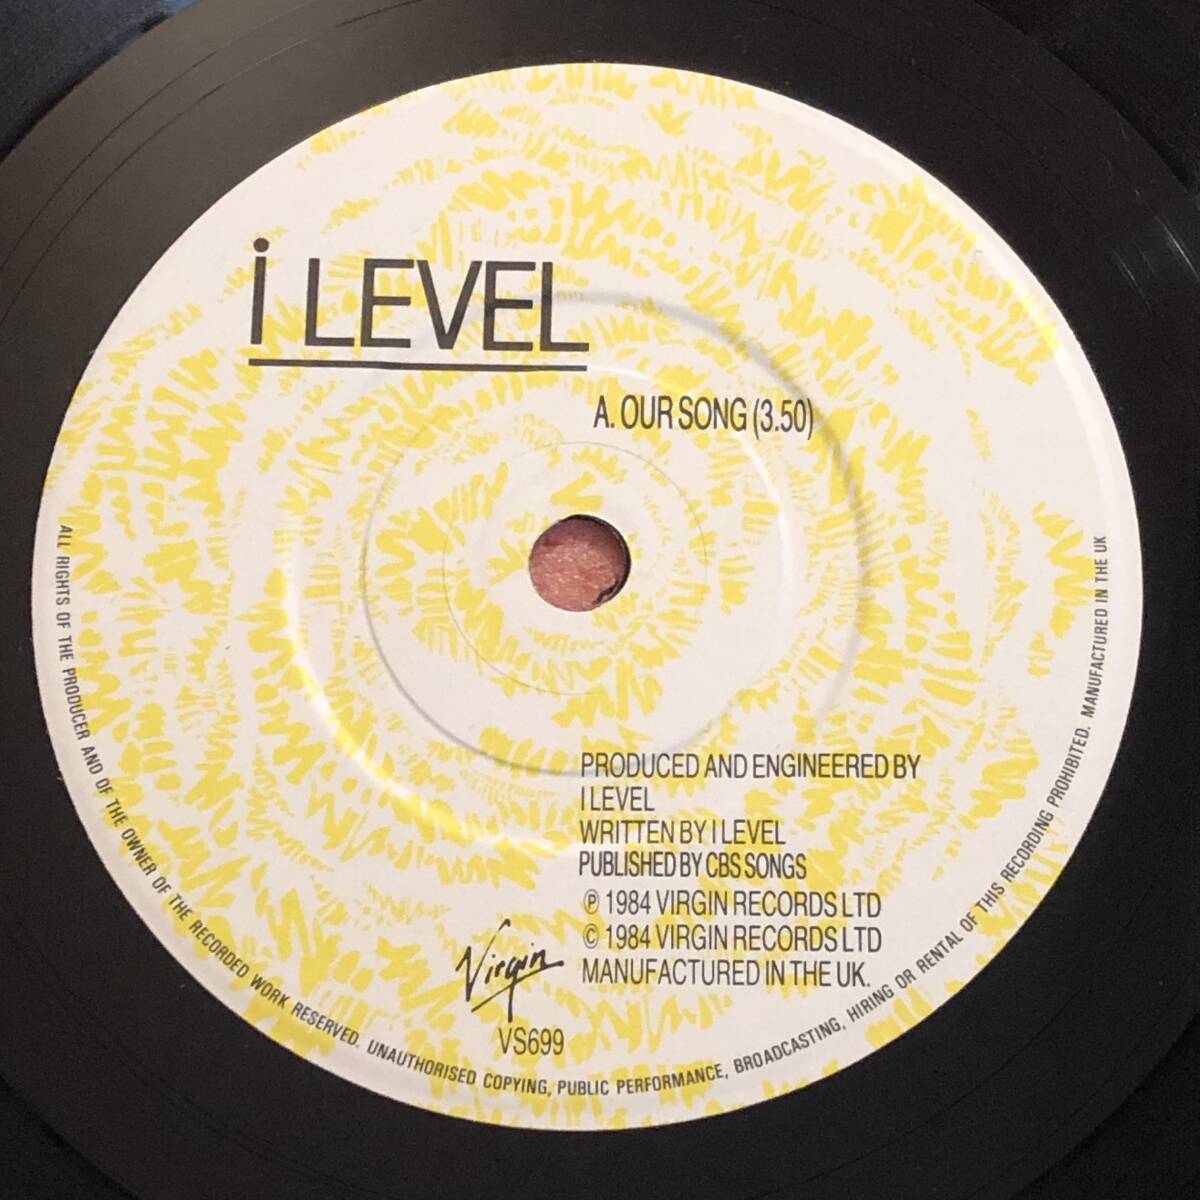 i LEVEL
A. OUR SONG (3.50)
PRODUCED AND ENGINEERED BY
I LEVEL
WRITTEN BY I LEVEL
PUBLISHED BY CBS SONGS
Ⓟ 1984 VIRGIN RECORDS LTD
© 1984 VIRGIN RECORDS LTD
MANUFACTURED IN THE UK.
Virgin
VS699
ALL RIGHTS OF THE PRODUCER AND OF THE OWNER OF THE RECORDED WORK RESERVED. UNAUTHORISED COPYING, PUBLIC PERFORMANCE, BROADCASTING, HIRING OR RENTAL OF THIS RECORDING PROHIBITED. MANUFACTURED IN THE UK